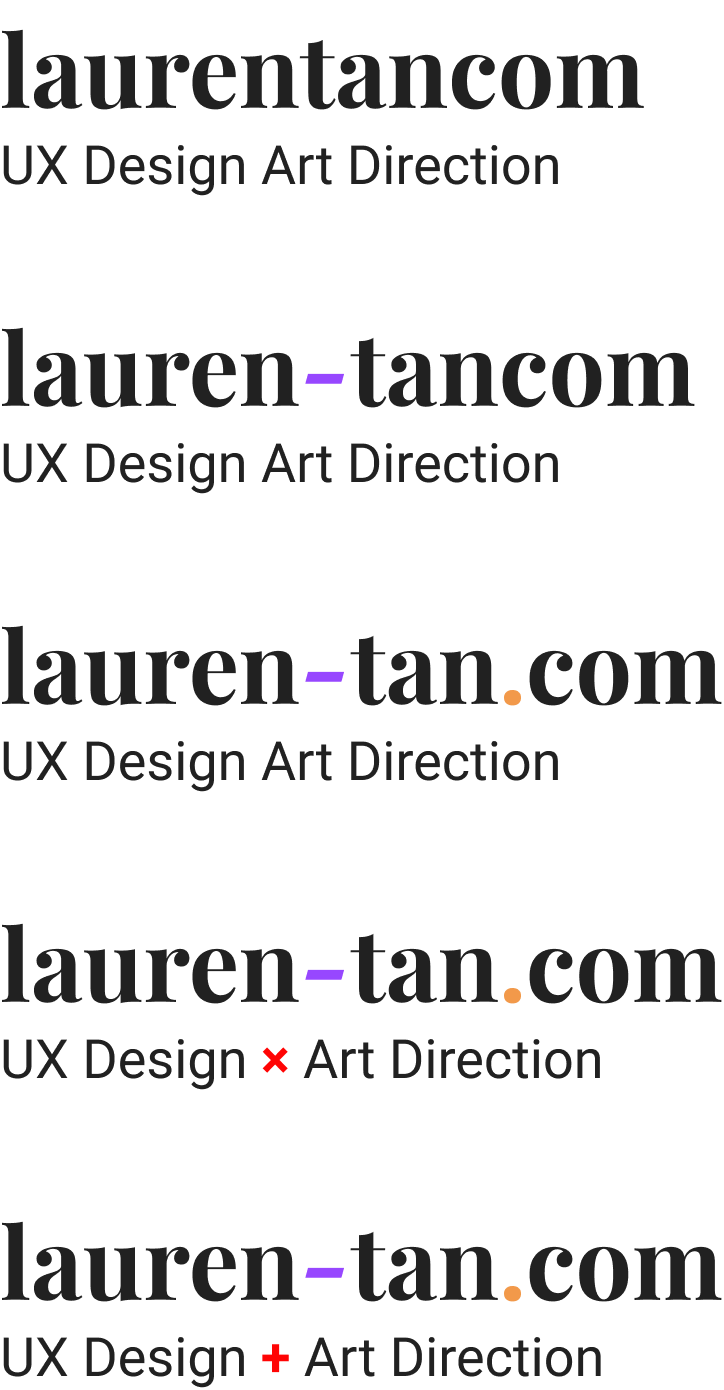 laurentancom
UX Design Art Direction
lauren-tancom
UX Design Art Direction
lauren-tan.com
UX Design Art Direction
lauren-tan.com
UX Design × Art Direction
lauren-tan.com
UX Design + Art Direction